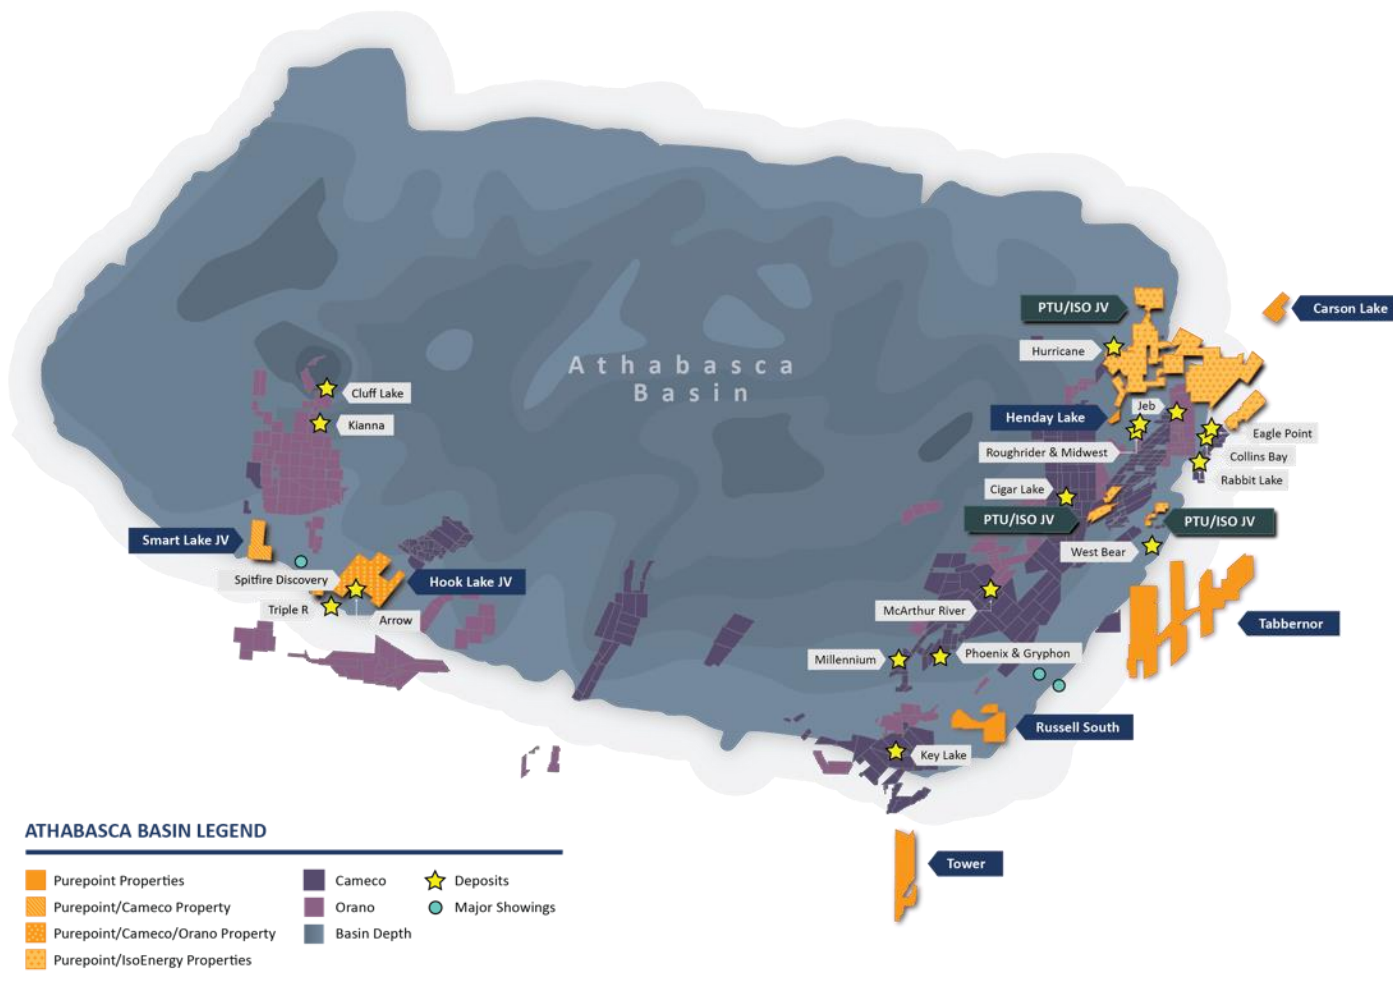 Athabasca
Basin
PTU/ISO JV
Carson Lake
Hurricane
Cluff Lake
Kianna
Jeb
Henday Lake
Eagle Point
Roughrider & Midwest
Collins Bay
Rabbit Lake
Cigar Lake
PTU/ISO JV
PTU/ISO JV
Smart Lake JV
West Bear
Spitfire Discovery
Hook Lake JV
Triple R
Arrow
McArthur River
Tabbernor
Millennium
Phoenix & Gryphon
Russell South
Key Lake
Tower
ATHABASCA BASIN LEGEND
Purepoint Properties
Purepoint/Cameco Property
Purepoint/Cameco/Orano Property
Purepoint/IsoEnergy Properties
Cameco
Orano
Basin Depth
Deposits
Major Showings